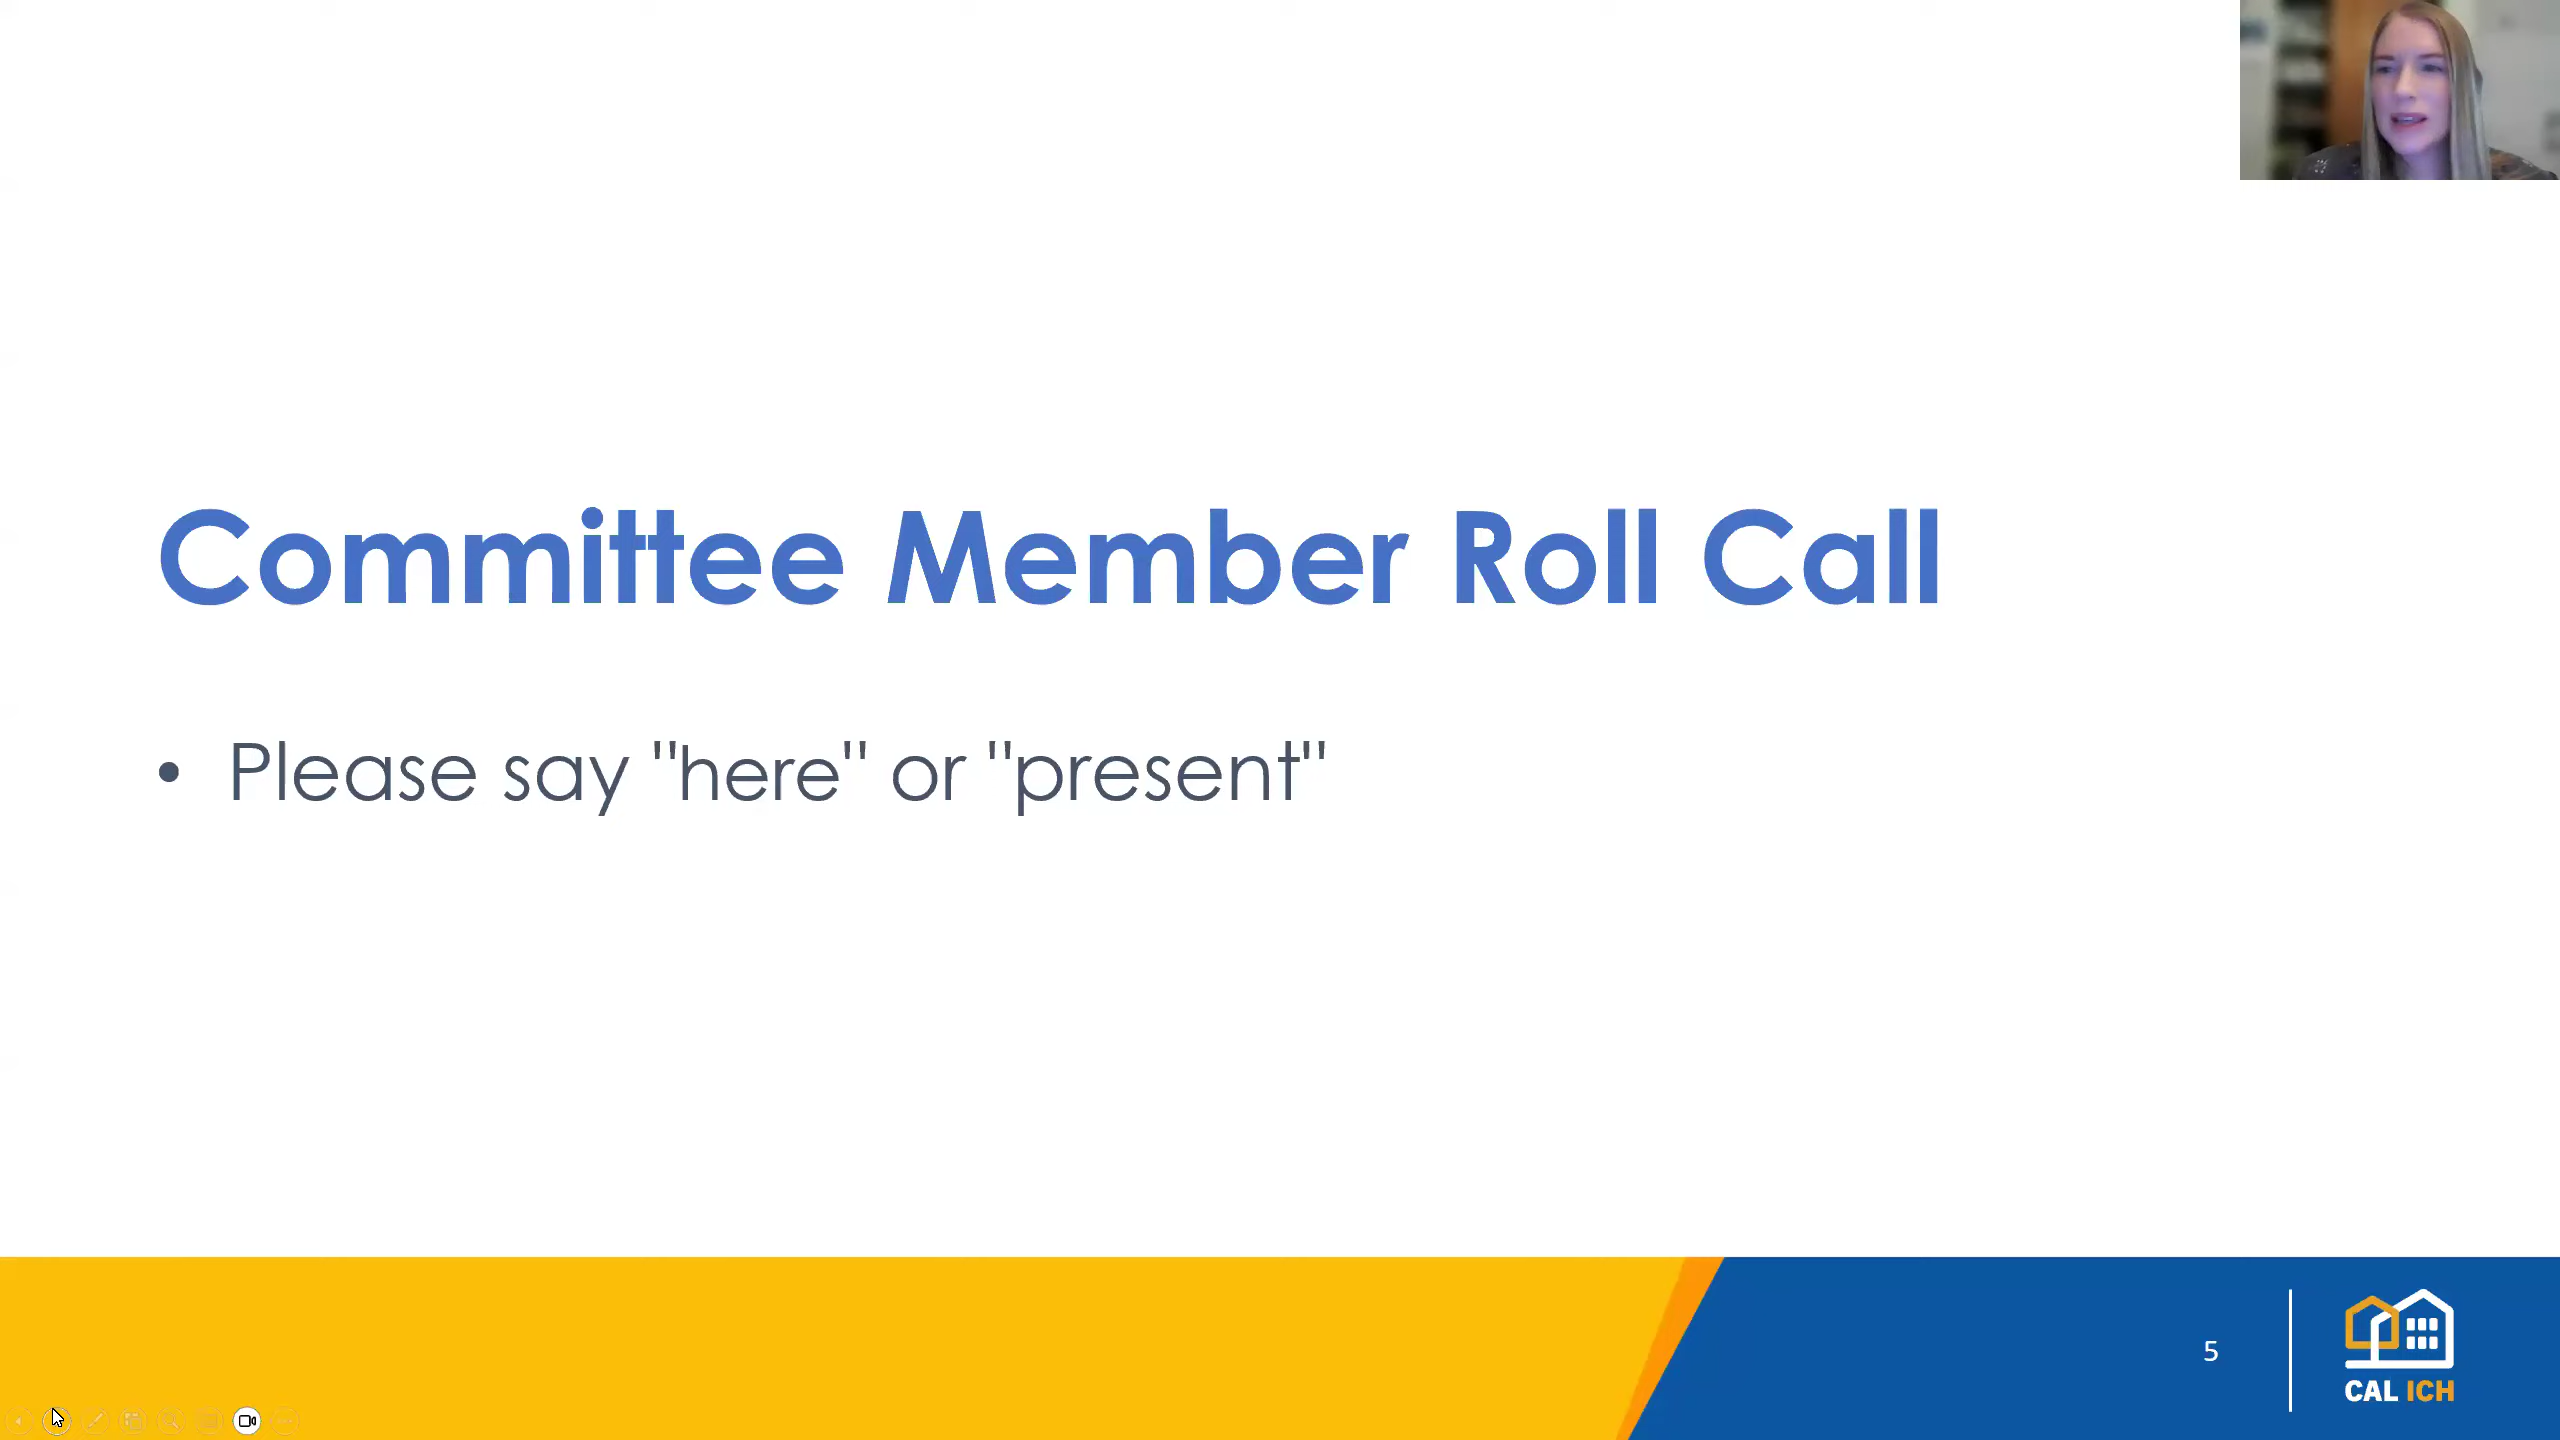 Committee Member Roll Call
• Please say "here" or "present"
5
CAL ICH